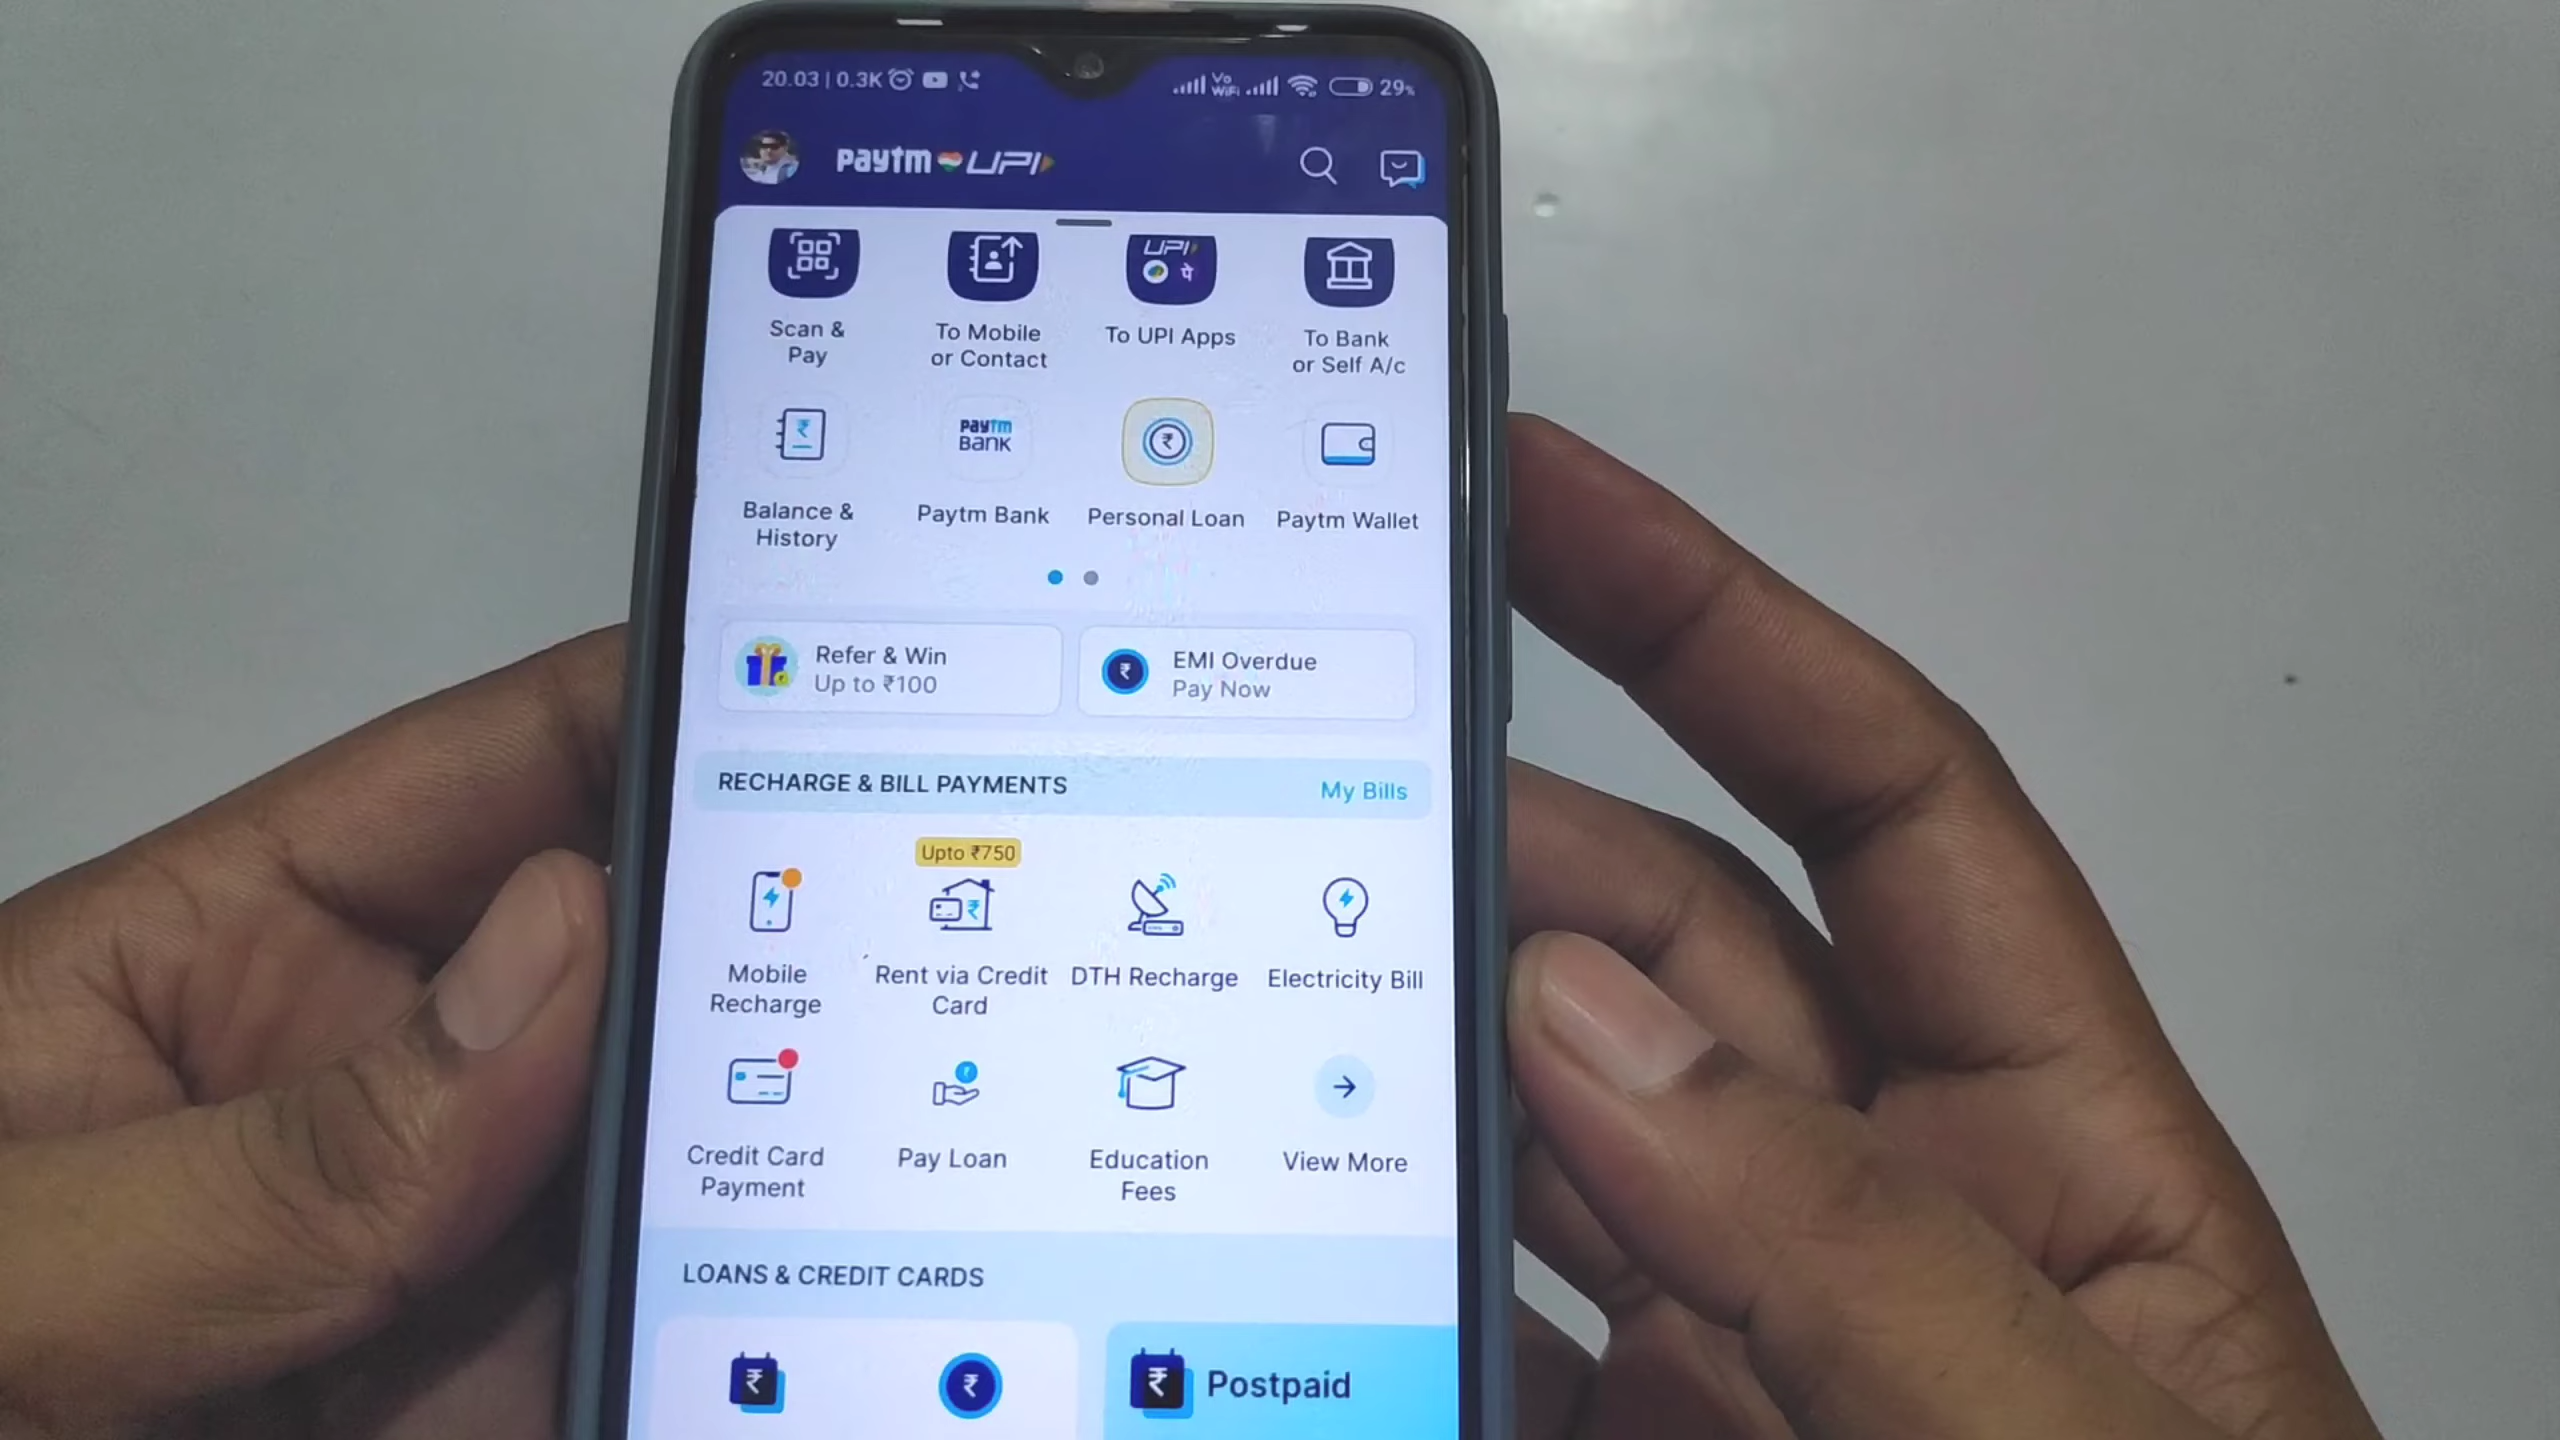 20.03 | 0.3K
Vo
WiFi
29%
Paytm UPI
UPI
पे
Scan &
Pay
To Mobile
or Contact
To UPI Apps
To Bank
or Self A/c
₹
Paytm
Bank
₹
Balance &
History
Paytm Bank
Personal Loan
Paytm Wallet
Refer & Win
Up to ₹100
₹
EMI Overdue
Pay Now
RECHARGE & BILL PAYMENTS
My Bills
Upto ₹750
₹
Mobile
Recharge
Rent via Credit
Card
DTH Recharge
Electricity Bill
₹
Credit Card
Payment
Pay Loan
Education
Fees
View More
LOANS & CREDIT CARDS
₹
₹
₹ Postpaid